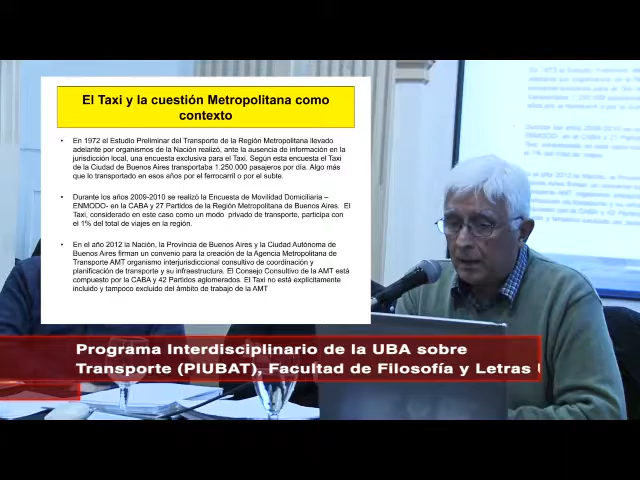 El Taxi y la cuestión Metropolitana como
contexto
• En 1972 el Estudio Preliminar del Transporte de la Región Metropolitana llevado
adelante por organismos de la Nación realizó, ante la ausencia de información en la
jurisdicción local, una encuesta exclusiva para el Taxi. Según esta encuesta el Taxi
de la Ciudad de Buenos Aires transportaba 1.250.000 pasajeros por día. Algo más
que lo transportado en esos años por el ferrocarril o por el subte.
• Durante los años 2009-2010 se realizó la Encuesta de Movilidad Domiciliaria –
ENMODO- en la CABA y 27 Partidos de la Región Metropolitana de Buenos Aires. El
Taxi, considerado en este caso como un modo privado de transporte, participa con
el 1% del total de viajes en la región.
• En el año 2012 la Nación, la Provincia de Buenos Aires y la Ciudad Autónoma de
Buenos Aires firman un convenio para la creación de la Agencia Metropolitana de
Transporte AMT organismo interjurisdiccional consultivo de coordinación y
planificación de transporte y su infraestructura. El Consejo Consultivo de la AMT está
compuesto por la CABA y 42 Partidos aglomerados. El Taxi no está explícitamente
incluido y tampoco excluido del ámbito de trabajo de la AMT
Programa Interdisciplinario de la UBA sobre
Transporte (PIUBAT), Facultad de Filosofía y Letras